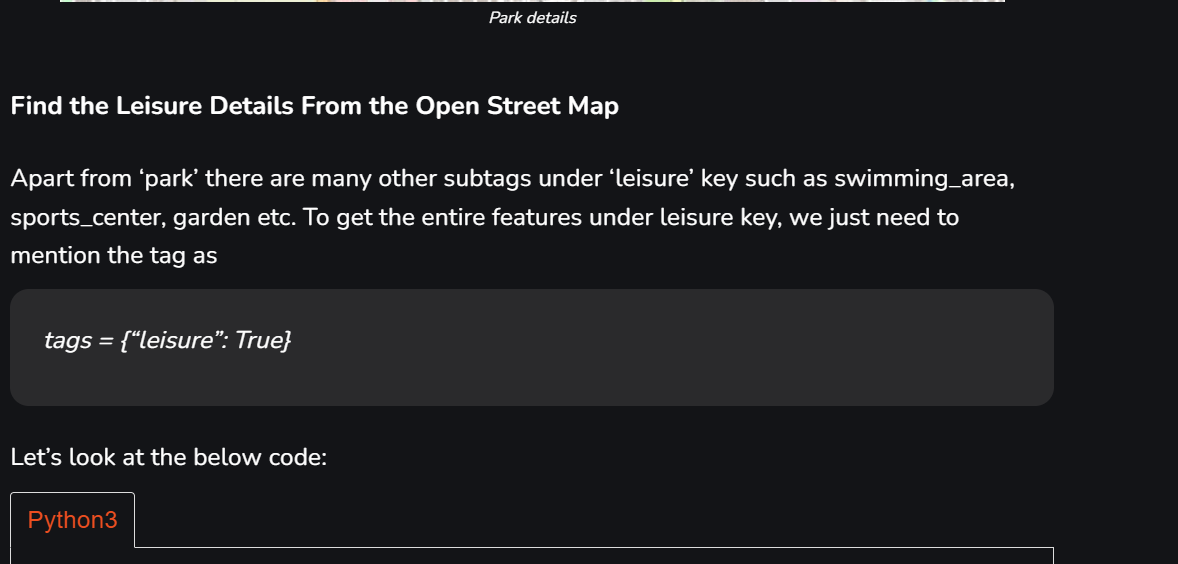 Park details
Find the Leisure Details From the Open Street Map
Apart from ‘park’ there are many other subtags under ‘leisure’ key such as swimming_area,
sports_center, garden etc. To get the entire features under leisure key, we just need to
mention the tag as
tags = {“leisure”: True}
Let’s look at the below code:
Python3